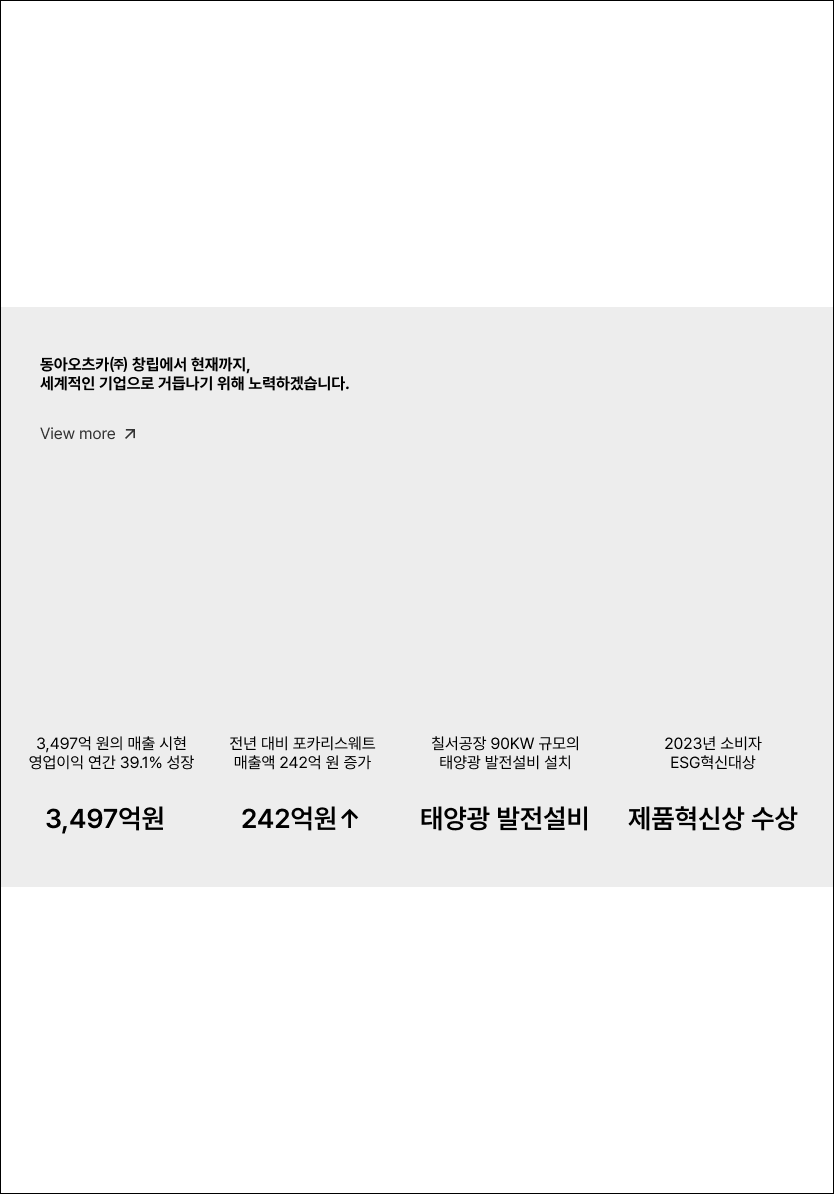 동아오츠카㈜ 창립에서 현재까지,
세계적인 기업으로 거듭나기 위해 노력하겠습니다.
View more ↗
3,497억 원의 매출 시현
영업이익 연간 39.1% 성장
3,497억원
전년 대비 포카리스웨트
매출액 242억 원 증가
242억원↑
칠서공장 90KW 규모의
태양광 발전설비 설치
태양광 발전설비
2023년 소비자
ESG혁신대상
제품혁신상 수상